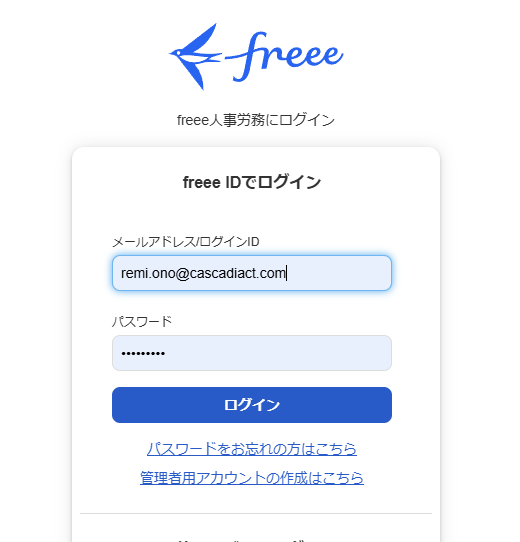 freee
freee人事労務にログイン
freee IDでログイン
メールアドレス/ログインID
remi.ono@cascadiact.com
パスワード
•••••••••
ログイン
パスワードをお忘れの方はこちら
管理者用アカウントの作成はこちら